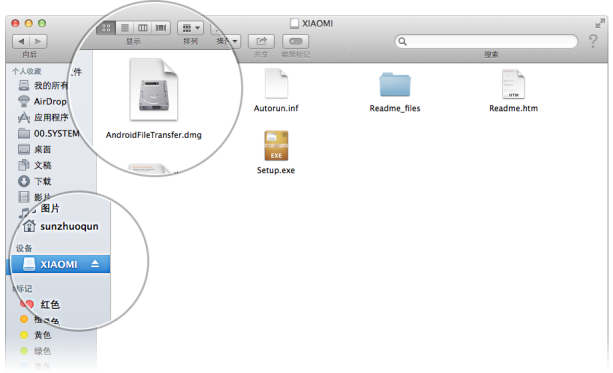 XIAOMI
向后
显示
排列
共享
编辑标记
搜索
?
个人收藏
件
我的所有
AirDrop
应用程序
00.SYSTEM
桌面
文稿
下载
影片
图片
sunzhuoqun
设备
XIAOMI
标记
红色
橙色
黄色
绿色
AndroidFileTransfer.dmg
Autorun.inf
Readme_files
HTM
Readme.htm
EXE
Setup.exe